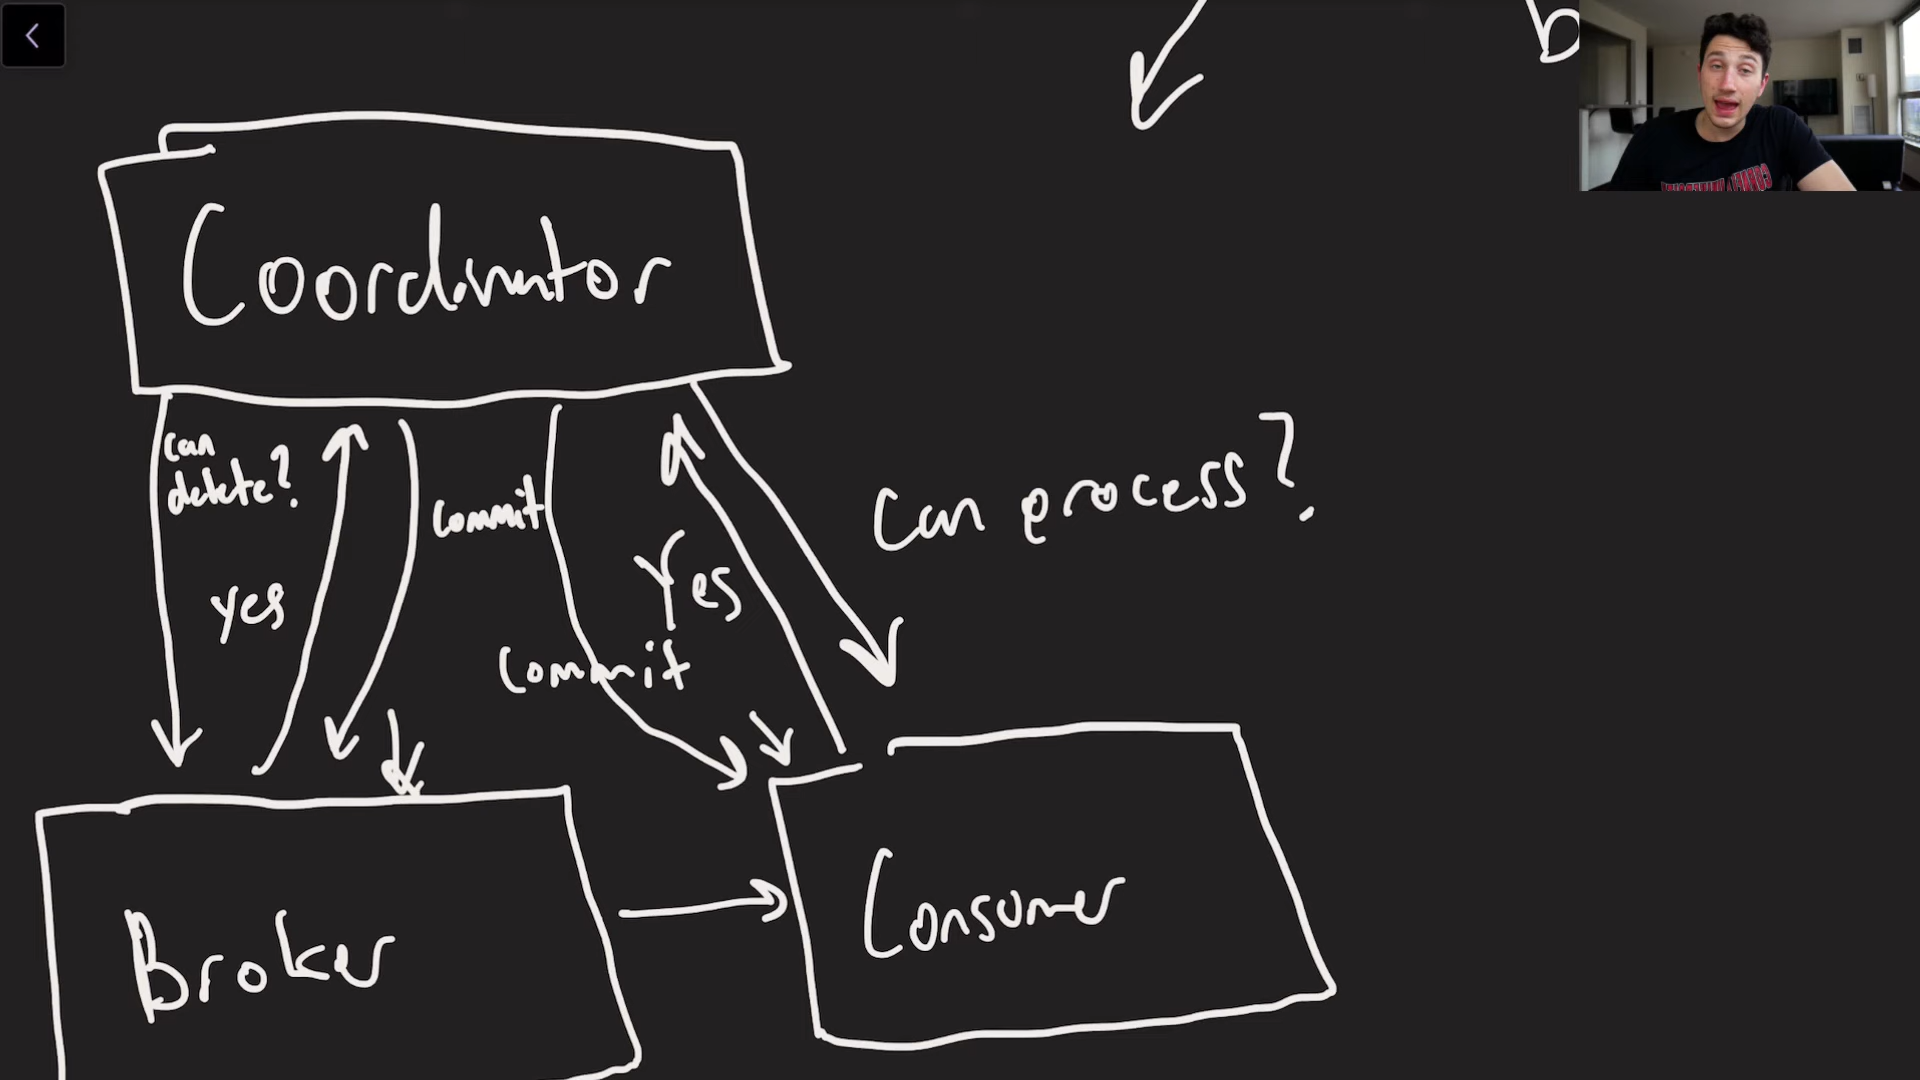 b
Coordinator
can
delete?
commit
Can process?
yes
Yes
Commit
Consumer
Broker